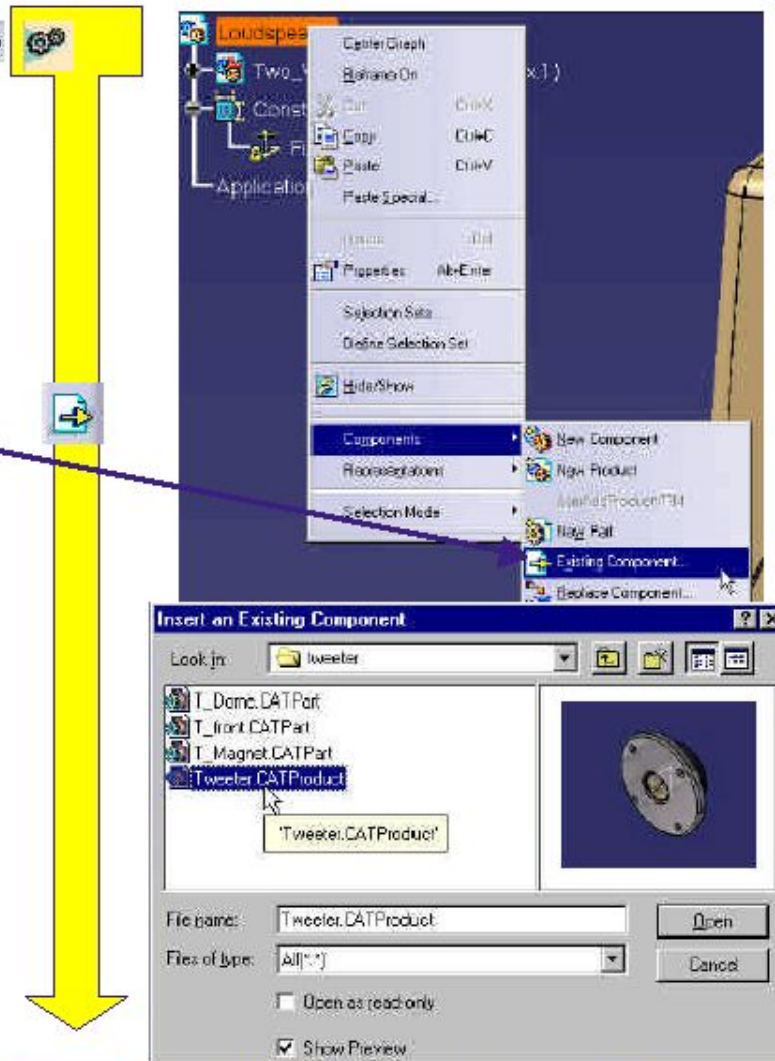 Loudspea
Center Graph
Two_
Reframe On
x.1)
Const
Cut Ctrl+X
Copy Ctrl+C
Fi
Paste Ctrl+V
Application
Paste Special...
Del
Properties Alt+Enter
Selection Sets...
Define Selection Set
Hide/Show
Components
New Component
Representations
New Product
Selection Mode
New Part
Existing Component...
Replace Component...
Insert an Existing Component
Look in: tweeter
T_Dome.CATPart
T_front.CATPart
T_Magnet.CATPart
Tweeter.CATProduct
'Tweeter.CATProduct'
File name: Tweeter.CATProduct
Open
Files of type: All(*.*)
Cancel
Open as read-only
Show Preview